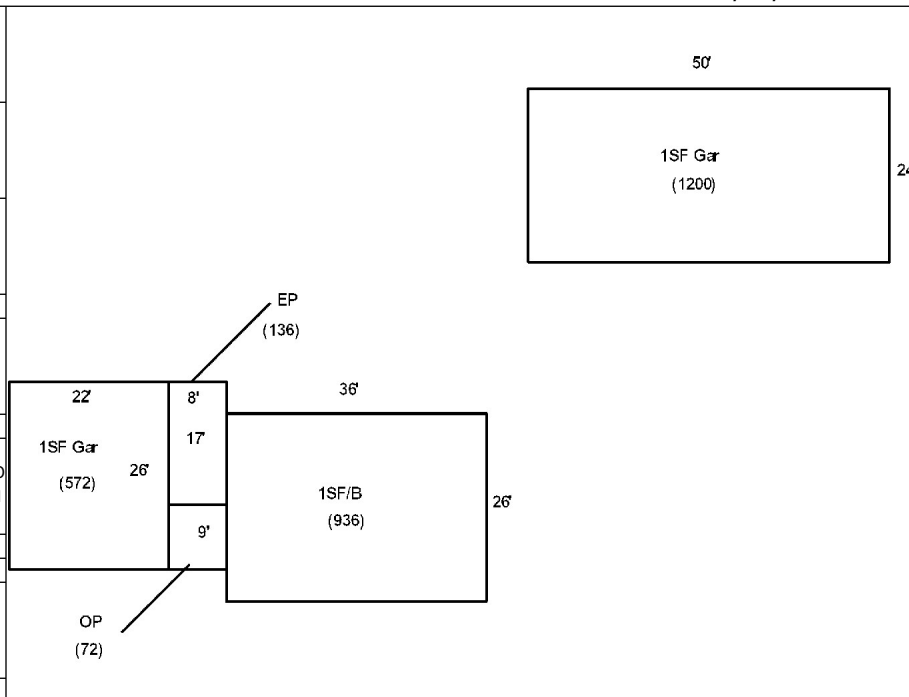 50'
1SF Gar
(1200)
24
EP
(136)
22'
8'
36'
1SF Gar
17'
26'
(572)
1SF/B
26'
(936)
9'
OP
(72)